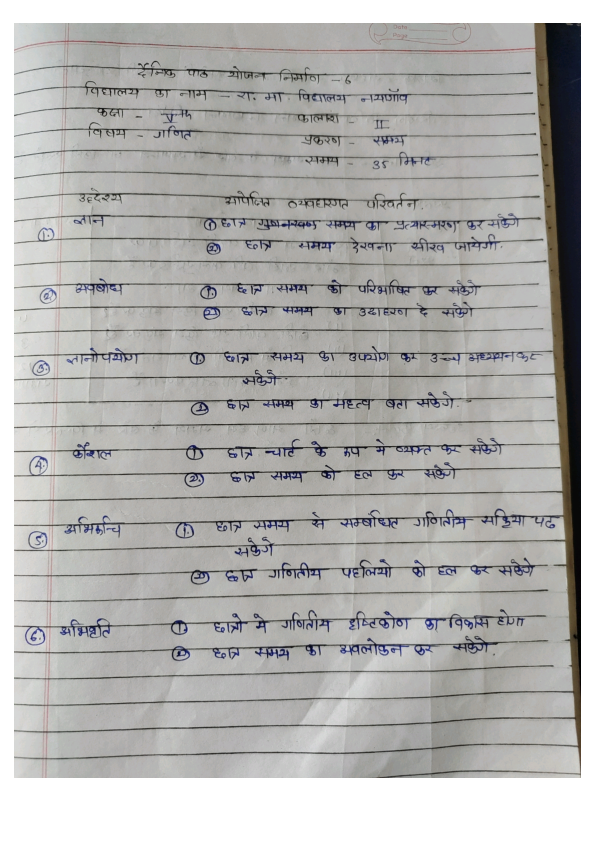 Date
Page
दैनिक पाठ योजन निर्माण - 6
विद्यालय का नाम - रा. मा. विद्यालय नयागॉव
कक्षा - Vth कालांश - II
विषय - गणित प्रकरण - समय
समय - 35 मिनट
उद्देश्य अपेक्षित व्यवहारगत परिवर्तन.
1. ज्ञान ① छात्र समय का प्रत्यास्मरण कर सकेंगे
② छात्र समय देखना सीख जायेगी.
2. अवबोध ① छात्र समय को परिभाषित कर सकेंगे
② छात्र समय का उदाहरण दे सकेंगे
3. ज्ञानोपयोग ① छात्र समय का उपयोग कर उच्च अध्ययन कर
सकेंगे.
② छात्र समय का महत्व बता सकेंगे.
4. कौशल ① छात्र चार्ट के रूप मे व्यक्त कर सकेंगे
② छात्र समय को हल कर सकेंगे
5. अभिरूचि ①. छात्र समय से सम्बंधित गणितीय सक्रिया पढ
सकेंगे
② छात्र गणितीय पहलियो को हल कर सकेंगे
6. अभिवृति ① छात्रो मे गणितीय दृष्टिकोण का विकास होगा
② छात्र समय का अवलोकन कर सकेंगे.